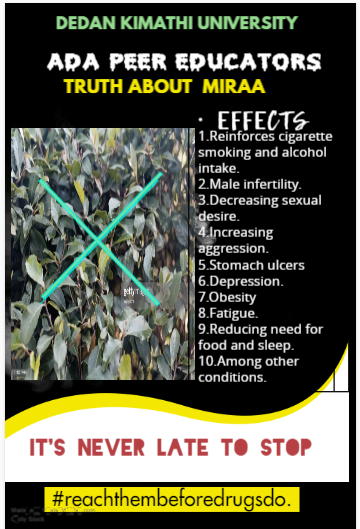 DEDAN KIMATHI UNIVERSITY
ADA PEER EDUCATORS
TRUTH ABOUT MIRAA
• EFFECTS
1.Reinforces cigarette
smoking and alcohol
intake.
2.Male infertility.
3.Decreasing sexual
desire.
4.Increasing
aggression.
5.Stomach ulcers
6.Depression.
7.Obesity
8.Fatigue.
9.Reducing need for
food and sleep.
10.Among other
conditions.
IT'S NEVER LATE TO STOP
#reachthembeforedrugsdo.